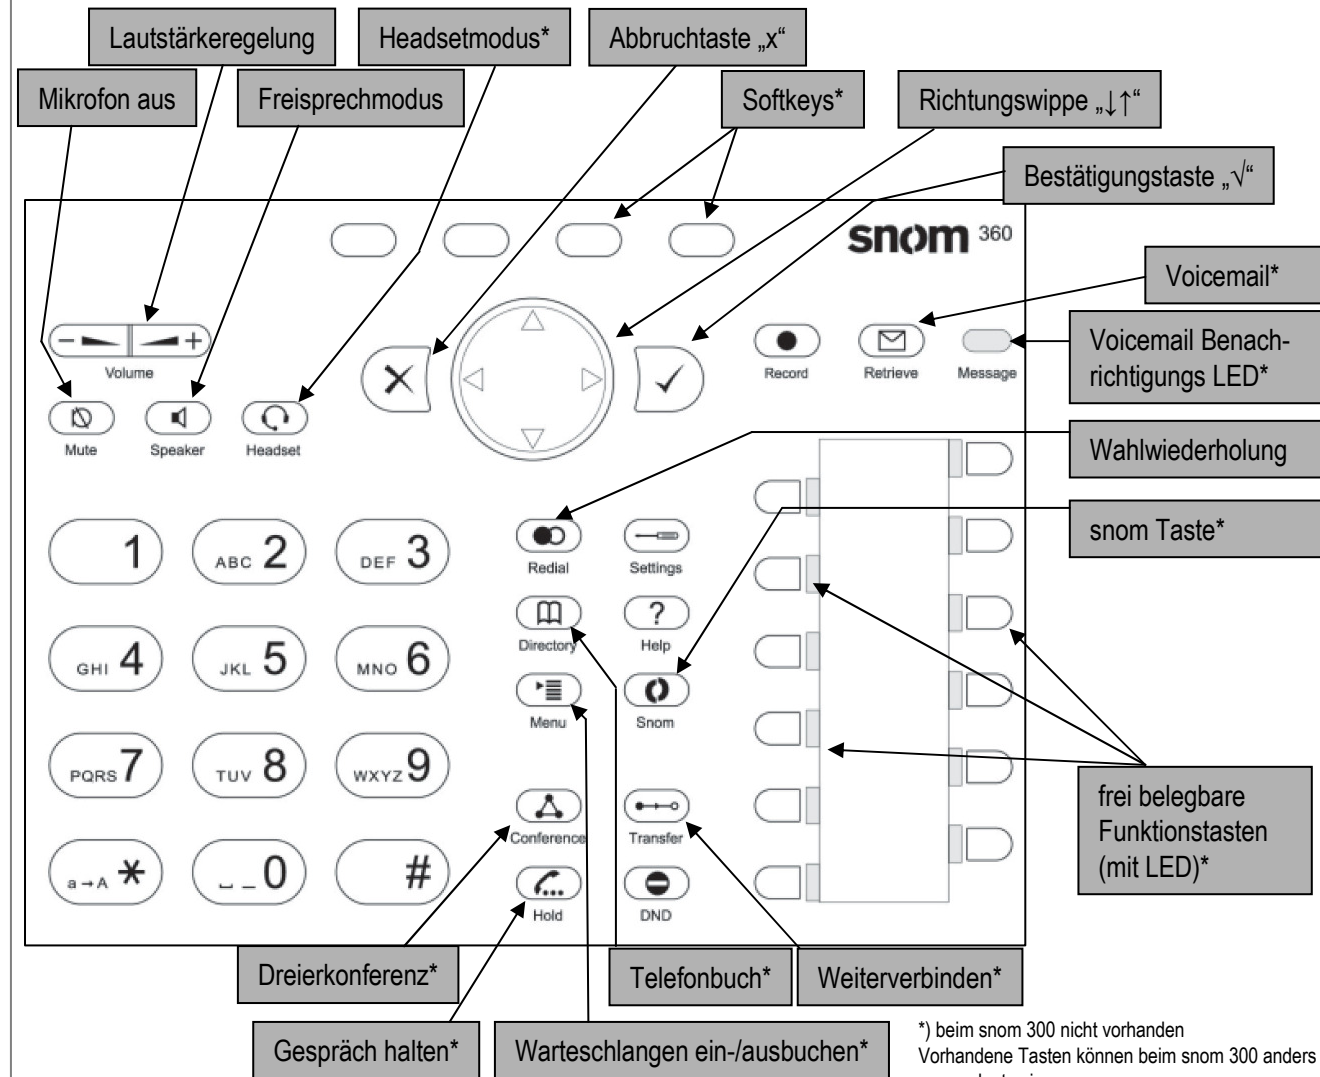 Lautstärkeregelung
Headsetmodus*
Abbruchtaste „x“
Mikrofon aus
Freisprechmodus
Softkeys*
Richtungswippe „↓↑“
Bestätigungstaste „√“
snom 360
Voicemail*
Voicemail Benach-
richtigungs LED*
Volume
Record
Retrieve
Message
Mute
Speaker
Headset
Wahlwiederholung
snom Taste*
1
ABC 2
DEF 3
Redial
Settings
GHI 4
JKL 5
MNO 6
Directory
? Help
Menu
Snom
PQRS 7
TUV 8
WXYZ 9
frei belegbare
Funktionstasten
(mit LED)*
Conference
Transfer
a→A *
␣ _ 0
#
Hold
DND
Dreierkonferenz*
Telefonbuch*
Weiterverbinden*
Gespräch halten*
Warteschlangen ein-/ausbuchen*
*) beim snom 300 nicht vorhanden
Vorhandene Tasten können beim snom 300 anders